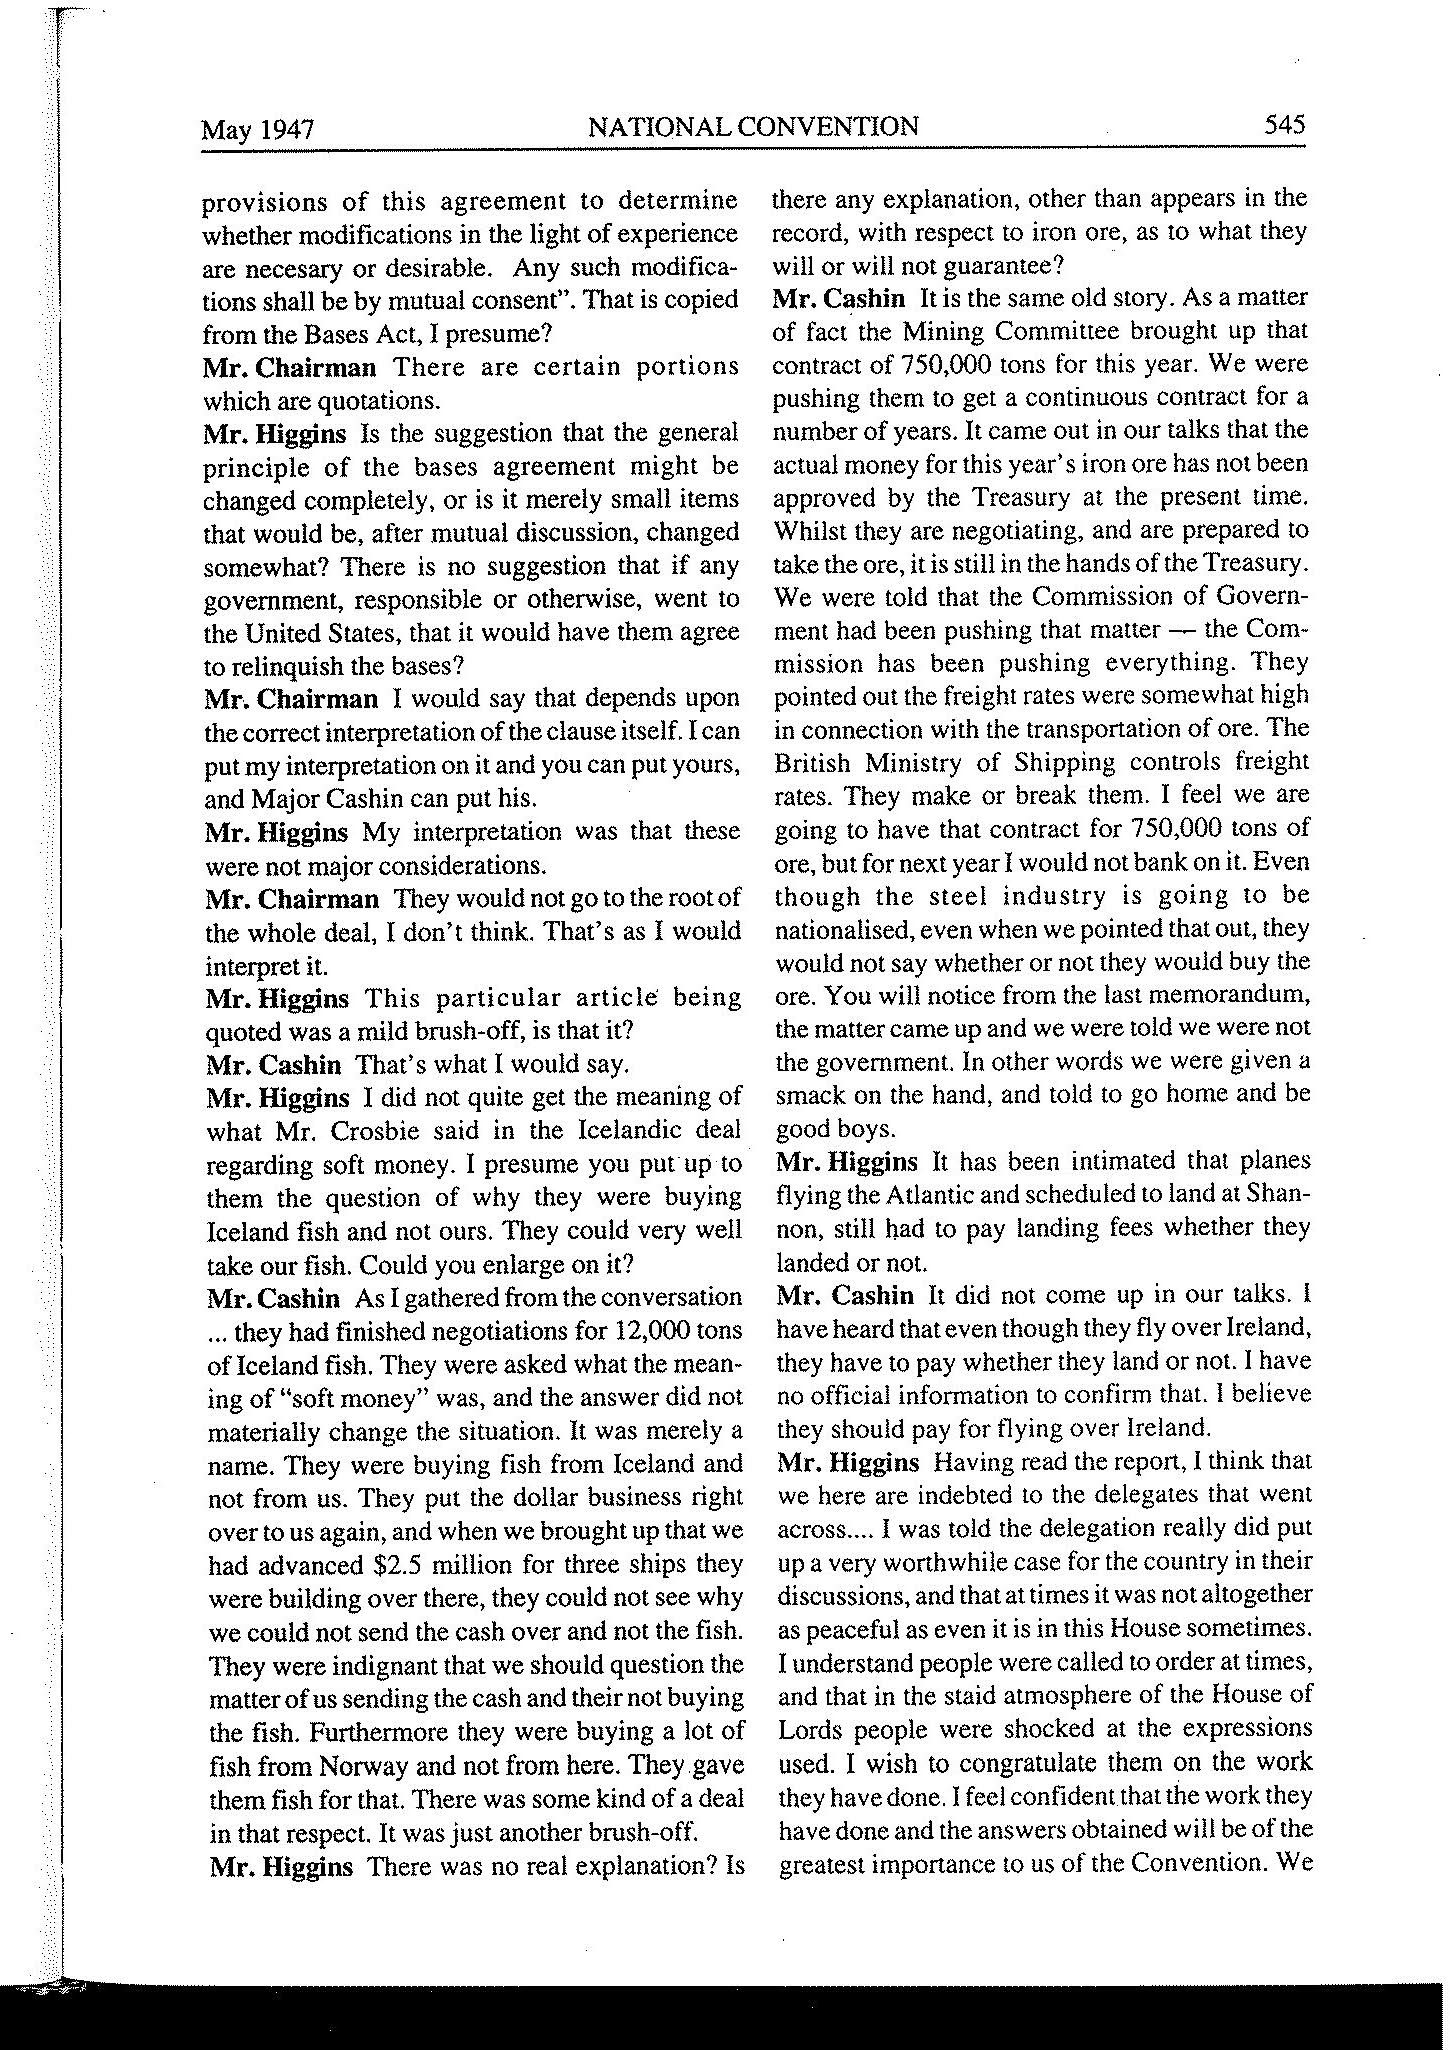 May 1947
NATIONAL CONVENTION
545
provisions of this agreement to determine
whether modifications in the light of experience
are necesary or desirable. Any such modifica-
tions shall be by mutual consent”. That is copied
from the Bases Act, I presume?
Mr. Chairman There are certain portions
which are quotations.
Mr. Higgins Is the suggestion that the general
principle of the bases agreement might be
changed completely, or is it merely small items
that would be, after mutual discussion, changed
somewhat? There is no suggestion that if any
government, responsible or otherwise, went to
the United States, that it would have them agree
to relinquish the bases?
Mr. Chairman I would say that depends upon
the correct interpretation of the clause itself. I can
put my interpretation on it and you can put yours,
and Major Cashin can put his.
Mr. Higgins My interpretation was that these
were not major considerations.
Mr. Chairman They would not go to the root of
the whole deal, I don't think. That's as I would
interpret it.
Mr. Higgins This particular article being
quoted was a mild brush-off, is that it?
Mr. Cashin That's what I would say.
Mr. Higgins I did not quite get the meaning of
what Mr. Crosbie said in the Icelandic deal
regarding soft money. I presume you put up to
them the question of why they were buying
Iceland fish and not ours. They could very well
take our fish. Could you enlarge on it?
Mr. Cashin As I gathered from the conversation
... they had finished negotiations for 12,000 tons
of Iceland fish. They were asked what the mean-
ing of “soft money” was, and the answer did not
materially change the situation. It was merely a
name. They were buying fish from Iceland and
not from us. They put the dollar business right
over to us again, and when we brought up that we
had advanced $2.5 million for three ships they
were building over there, they could not see why
we could not send the cash over and not the fish.
They were indignant that we should question the
matter of us sending the cash and their not buying
the fish. Furthermore they were buying a lot of
fish from Norway and not from here. They gave
them fish for that. There was some kind of a deal
in that respect. It was just another brush-off.
Mr. Higgins There was no real explanation? Is
there any explanation, other than appears in the
record, with respect to iron ore, as to what they
will or will not guarantee?
Mr. Cashin It is the same old story. As a matter
of fact the Mining Committee brought up that
contract of 750,000 tons for this year. We were
pushing them to get a continuous contract for a
number of years. It came out in our talks that the
actual money for this year's iron ore has not been
approved by the Treasury at the present time.
Whilst they are negotiating, and are prepared to
take the ore, it is still in the hands of the Treasury.
We were told that the Commission of Govern-
ment had been pushing that matter — the Com-
mission has been pushing everything. They
pointed out the freight rates were somewhat high
in connection with the transportation of ore. The
British Ministry of Shipping controls freight
rates. They make or break them. I feel we are
going to have that contract for 750,000 tons of
ore, but for next year I would not bank on it. Even
though the steel industry is going to be
nationalised, even when we pointed that out, they
would not say whether or not they would buy the
ore. You will notice from the last memorandum,
the matter came up and we were told we were not
the government. In other words we were given a
smack on the hand, and told to go home and be
good boys.
Mr. Higgins It has been intimated that planes
flying the Atlantic and scheduled to land at Shan-
non, still had to pay landing fees whether they
landed or not.
Mr. Cashin It did not come up in our talks. I
have heard that even though they fly over Ireland,
they have to pay whether they land or not. I have
no official information to confirm that. I believe
they should pay for flying over Ireland.
Mr. Higgins Having read the report, I think that
we here are indebted to the delegates that went
across.... I was told the delegation really did put
up a very worthwhile case for the country in their
discussions, and that at times it was not altogether
as peaceful as even it is in this House sometimes.
I understand people were called to order at times,
and that in the staid atmosphere of the House of
Lords people were shocked at the expressions
used. I wish to congratulate them on the work
they have done. I feel confident that the work they
have done and the answers obtained will be of the
greatest importance to us of the Convention. We